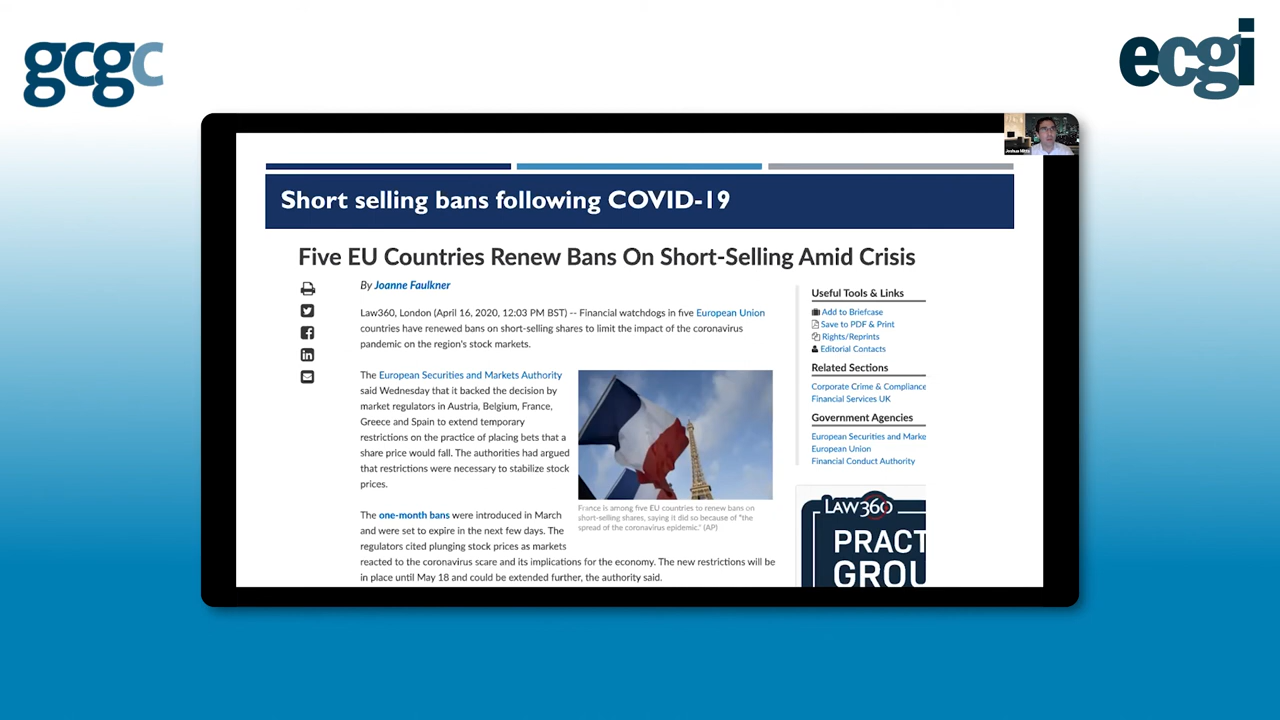 gcgc
ecgi
Short selling bans following COVID-19
Five EU Countries Renew Bans On Short-Selling Amid Crisis
By Joanne Faulkner
Law360, London (April 16, 2020, 12:03 PM BST) -- Financial watchdogs in five European Union
countries have renewed bans on short-selling shares to limit the impact of the coronavirus
pandemic on the region's stock markets.
The European Securities and Markets Authority
said Wednesday that it backed the decision by
market regulators in Austria, Belgium, France,
Greece and Spain to extend temporary
restrictions on the practice of placing bets that a
share price would fall. The authorities had argued
that restrictions were necessary to stabilize stock
prices.
France is among five EU countries to renew bans on
short-selling shares, saying it did so because of "the
spread of the coronavirus epidemic." (AP)
The one-month bans were introduced in March
and were set to expire in the next few days. The
regulators cited plunging stock prices as markets
reacted to the coronavirus scare and its implications for the economy. The new restrictions will be
in place until May 18 and could be extended further, the authority said.
Useful Tools & Links
Add to Briefcase
Save to PDF & Print
Rights/Reprints
Editorial Contacts
Related Sections
Corporate Crime & Compliance
Financial Services UK
Government Agencies
European Securities and Marke
European Union
Financial Conduct Authority
LAW360
PRACT
GROU